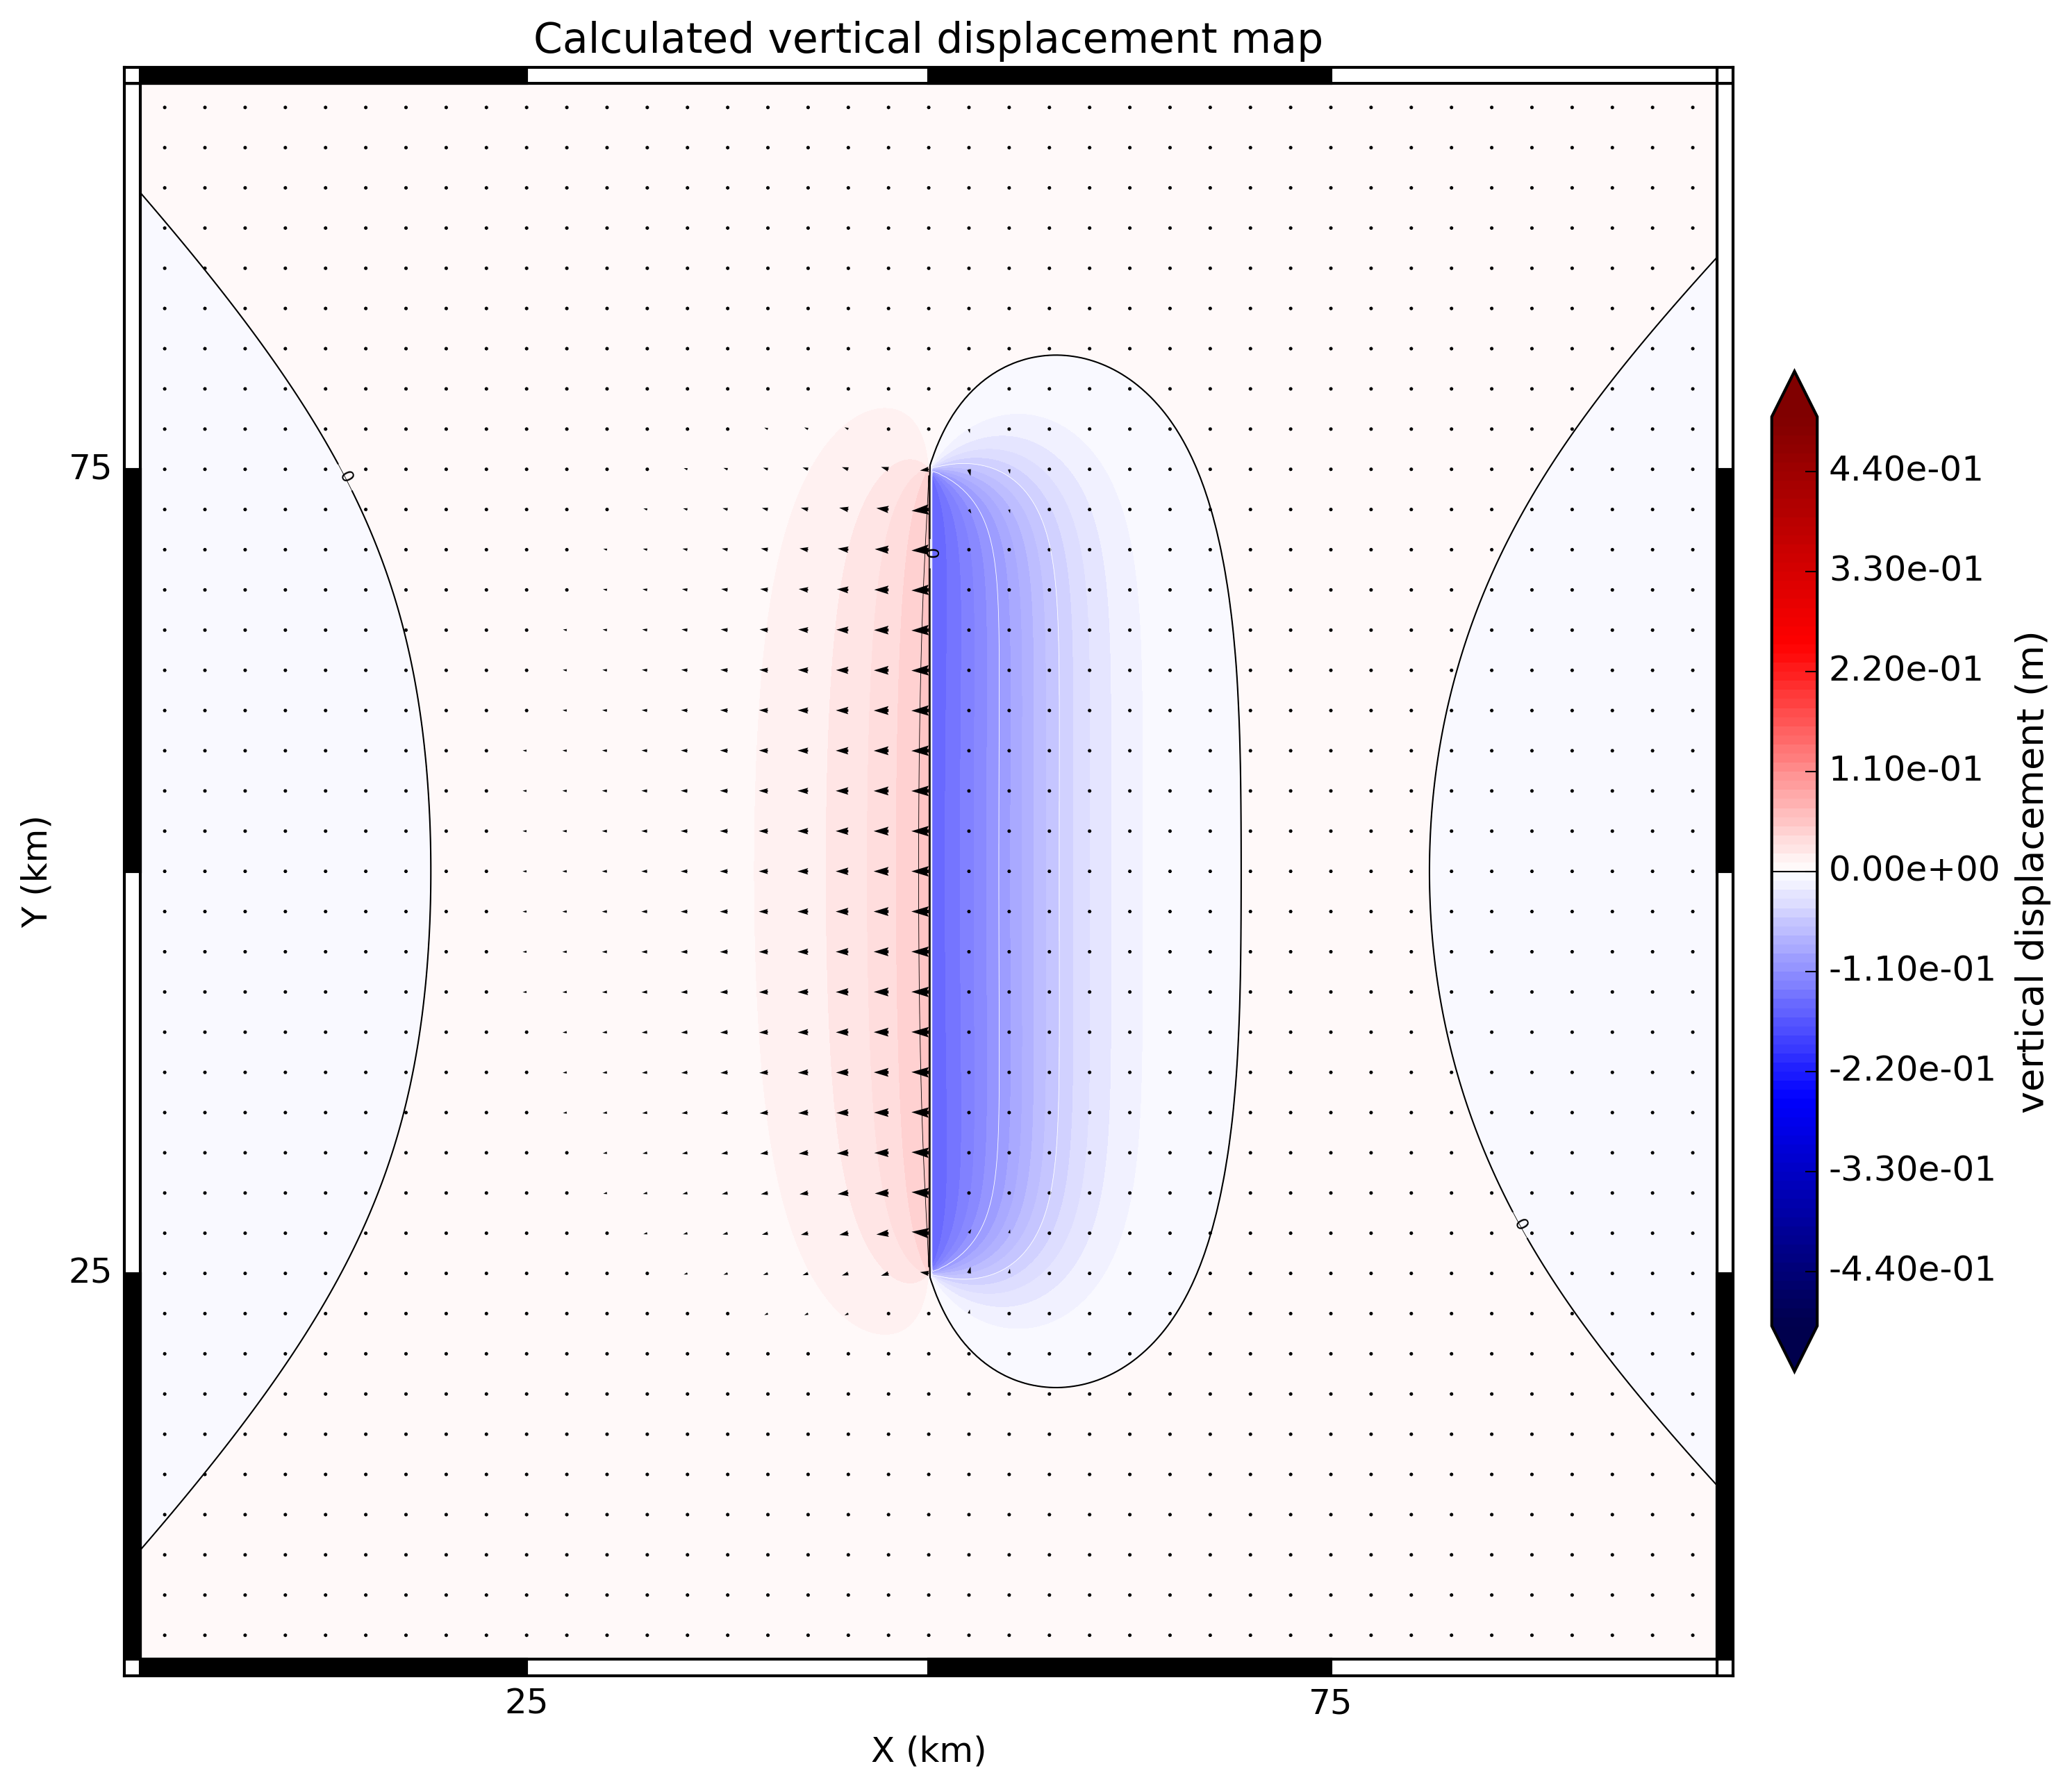 Calculated vertical displacement map
75
25
Y (km)
25
75
X (km)
0
0
0
4.40e-01
3.30e-01
2.20e-01
1.10e-01
0.00e+00
-1.10e-01
-2.20e-01
-3.30e-01
-4.40e-01
vertical displacement (m)